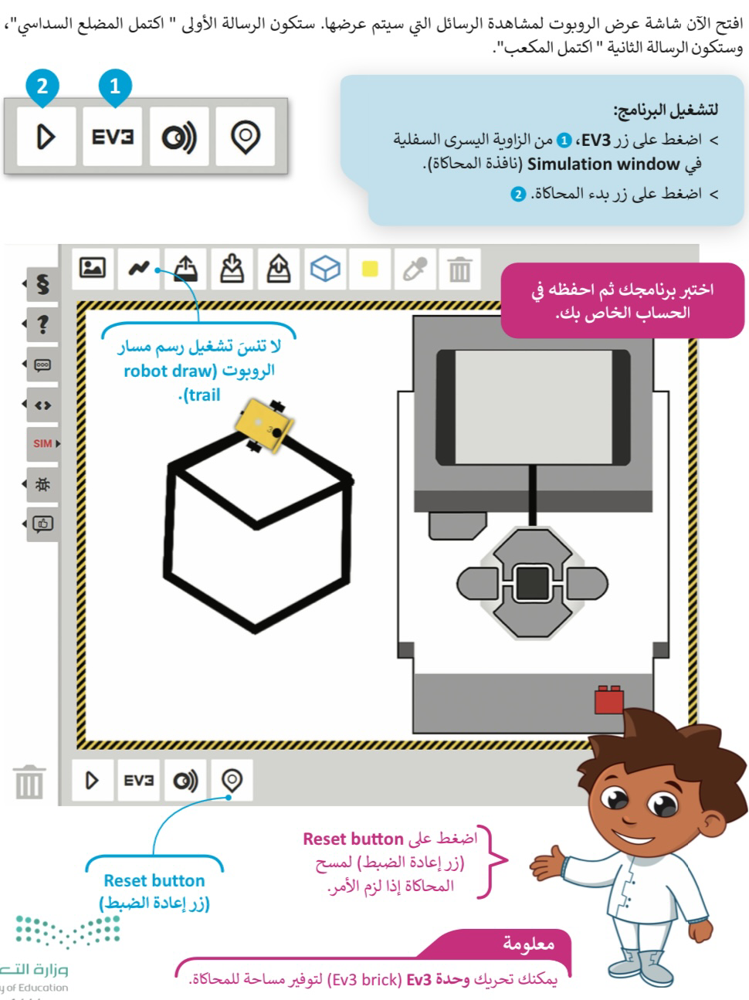 افتح الآن شاشة عرض الروبوت لمشاهدة الرسائل التي سيتم عرضها. ستكون الرسالة الأولى " اكتمل المضلع السداسي"،
وستكون الرسالة الثانية " اكتمل المكعب".
لتشغيل البرنامج:
> اضغط على زر EV3، 1 من الزاوية اليسرى السفلية
في Simulation window (نافذة المحاكاة).
> اضغط على زر بدء المحاكاة. 2
2 1
EV3
اختبر برنامجك ثم احفظه في
الحساب الخاص بك.
لا تنسَ تشغيل رسم مسار
الروبوت (robot draw
trail).
SIM
3
EV3
Reset button
(زر إعادة الضبط)
اضغط على Reset button
(زر إعادة الضبط) لمسح
المحاكاة إذا لزم الأمر.
معلومة
يمكنك تحريك وحدة Ev3 (Ev3 brick) لتوفير مساحة للمحاكاة.
وزارة التع
y of Education